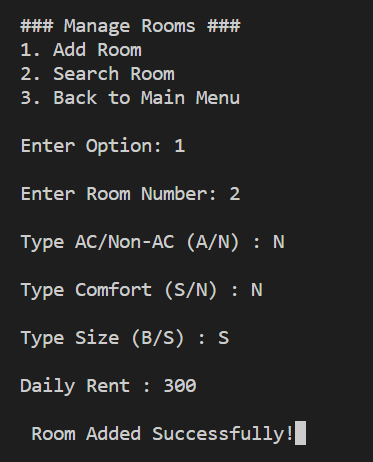 ### Manage Rooms ###
1. Add Room
2. Search Room
3. Back to Main Menu
Enter Option: 1
Enter Room Number: 2
Type AC/Non-AC (A/N) : N
Type Comfort (S/N) : N
Type Size (B/S) : S
Daily Rent : 300
Room Added Successfully!